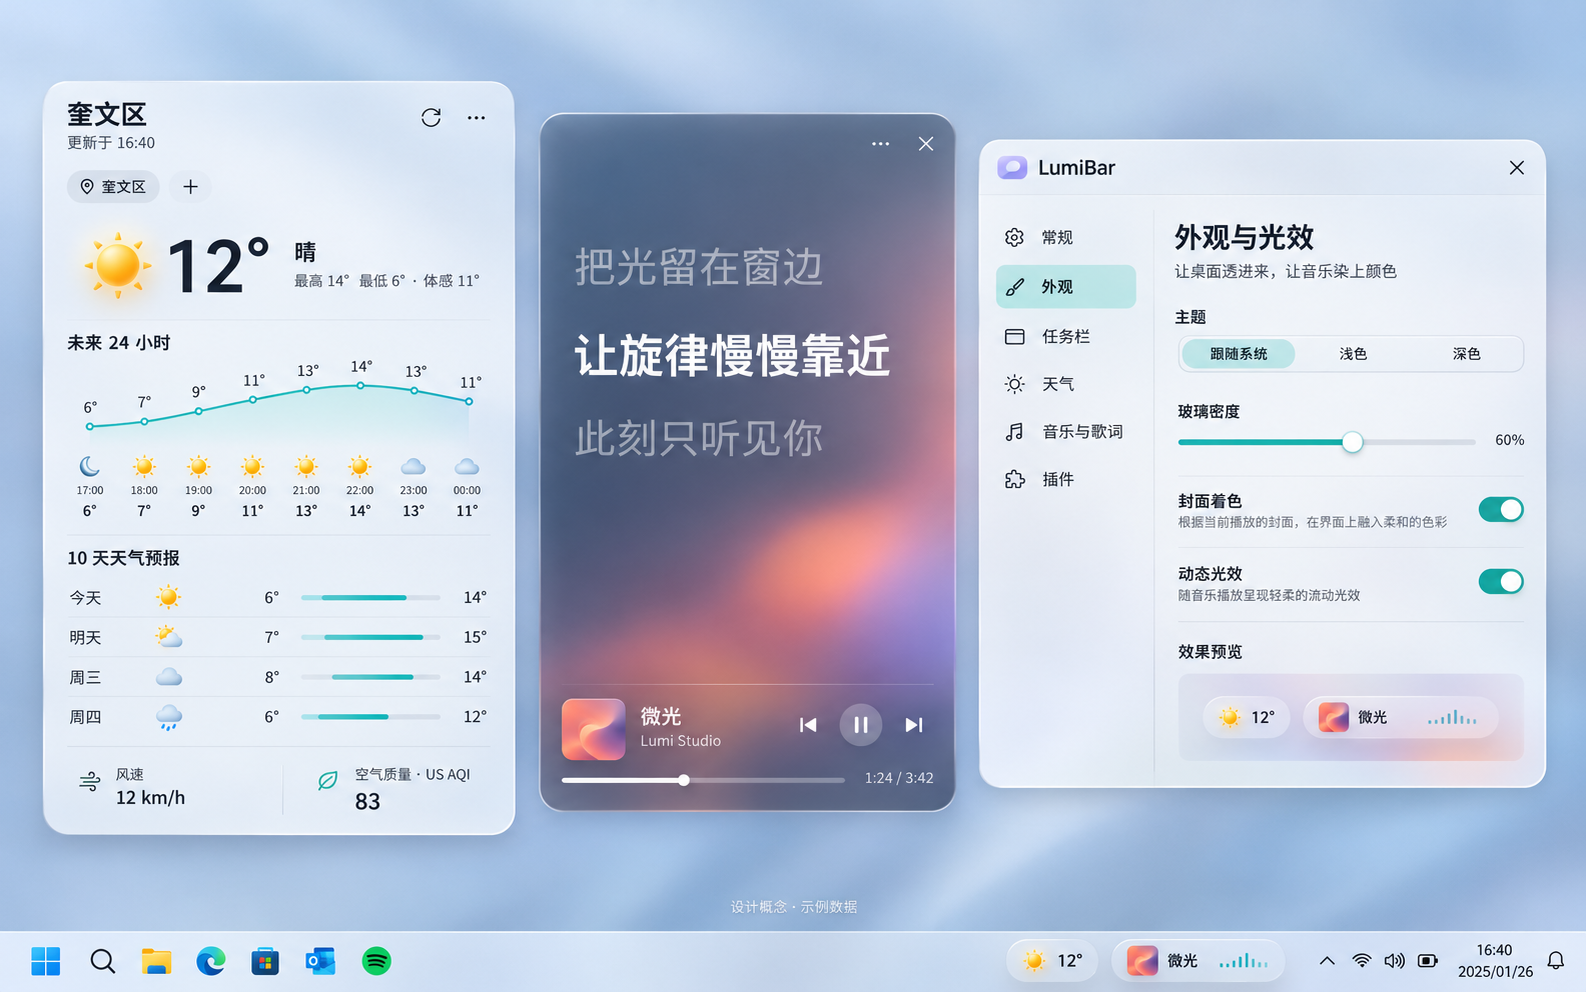 奎文区
更新于 16:40
奎文区
12°
晴
最高 14° 最低 6° · 体感 11°
未来 24 小时
6° 7° 9° 11° 13° 14° 13° 11°
17:00 18:00 19:00 20:00 21:00 22:00 23:00 00:00
6° 7° 9° 11° 13° 14° 13° 11°
10 天天气预报
今天 6° 14°
明天 7° 15°
周三 8° 14°
周四 6° 12°
风速
12 km/h
空气质量 · US AQI
83
把光留在窗边
让旋律慢慢靠近
此刻只听见你
微光
Lumi Studio
1:24 / 3:42
LumiBar
常规
外观
任务栏
天气
音乐与歌词
插件
外观与光效
让桌面透进来，让音乐染上颜色
主题
跟随系统 浅色 深色
玻璃密度
60%
封面着色
根据当前播放的封面，在界面上融入柔和的色彩
动态光效
随音乐播放呈现轻柔的流动光效
效果预览
12° 微光
设计概念 · 示例数据
12° 微光
16:40
2025/01/26